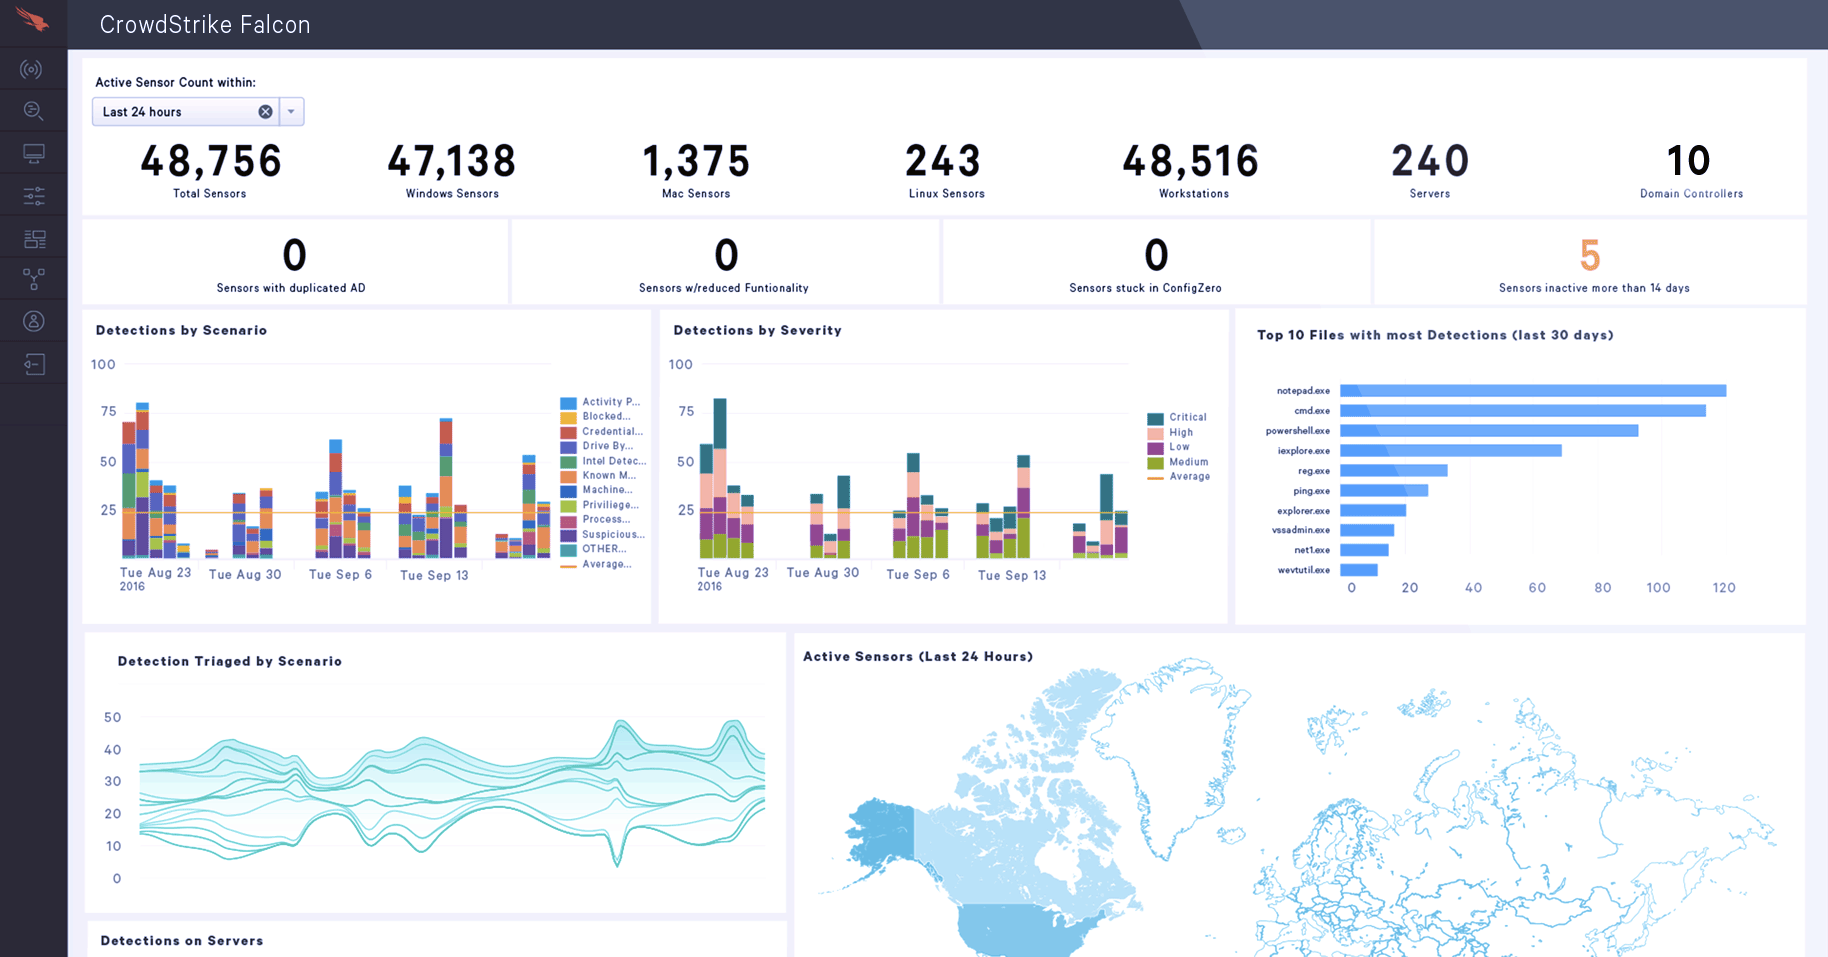 CrowdStrike Falcon
Active Sensor Count within:
Last 24 hours
48,756
Total Sensors
47,138
Windows Sensors
1,375
Mac Sensors
243
Linux Sensors
48,516
Workstations
240
Servers
10
Domain Controllers
0
Sensors with duplicated AD
0
Sensors w/reduced Funtionality
0
Sensors stuck in ConfigZero
5
Sensors inactive more than 14 days
Detections by Scenario
100
75
50
25
Tue Aug 23
2016
Tue Aug 30
Tue Sep 6
Tue Sep 13
Activity P...
Blocked...
Credential...
Drive By...
Intel Detec...
Known M...
Machine...
Priviliege...
Process...
Suspicious...
OTHER...
Average...
Detections by Severity
100
75
50
25
Tue Aug 23
2016
Tue Aug 30
Tue Sep 6
Tue Sep 13
Critical
High
Low
Medium
Average
Top 10 Files with most Detections (last 30 days)
notepad.exe
cmd.exe
powershell.exe
iexplore.exe
reg.exe
ping.exe
explorer.exe
vssadmin.exe
net1.exe
wevtutil.exe
0 20 40 60 80 100 120
Detection Triaged by Scenario
50
40
30
20
10
0
Active Sensors (Last 24 Hours)
Detections on Servers